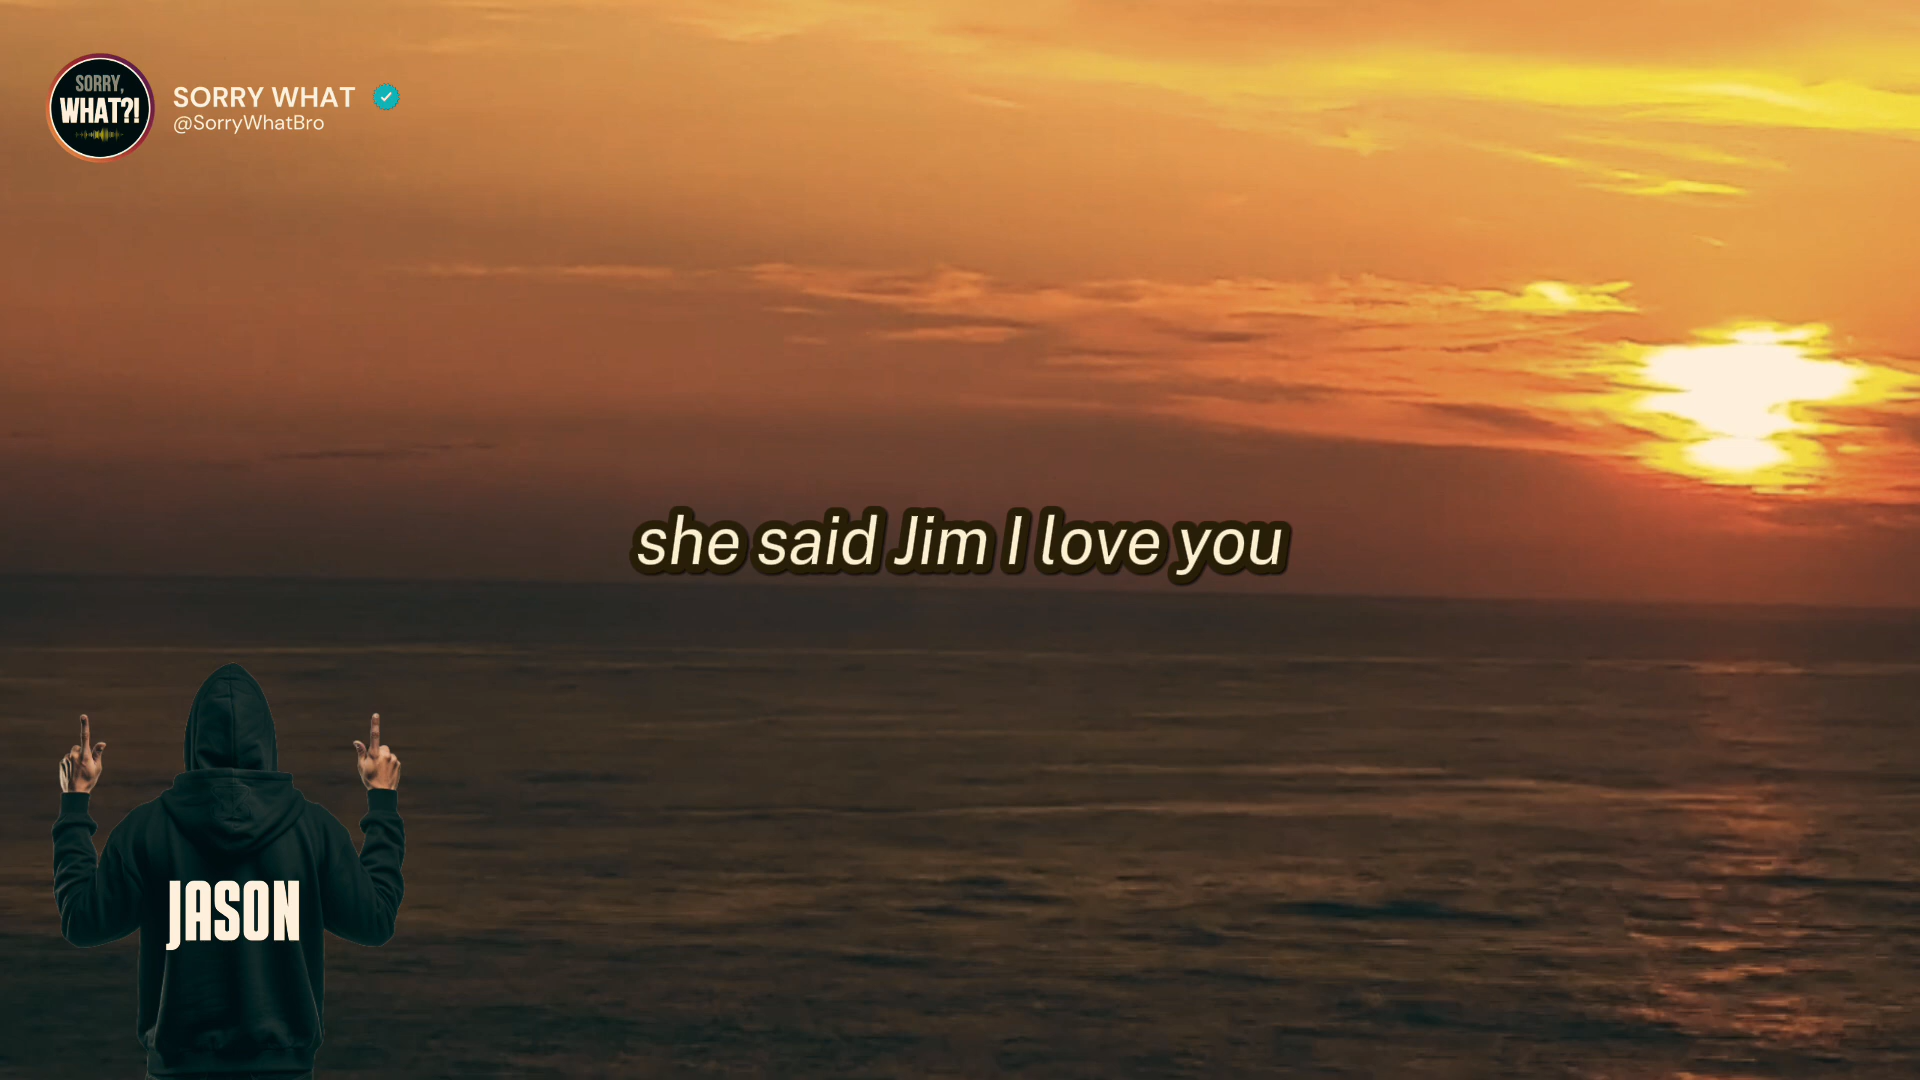 SORRY,
WHAT?!
SORRY WHAT
@SorryWhatBro
she said Jim I love you
JASON